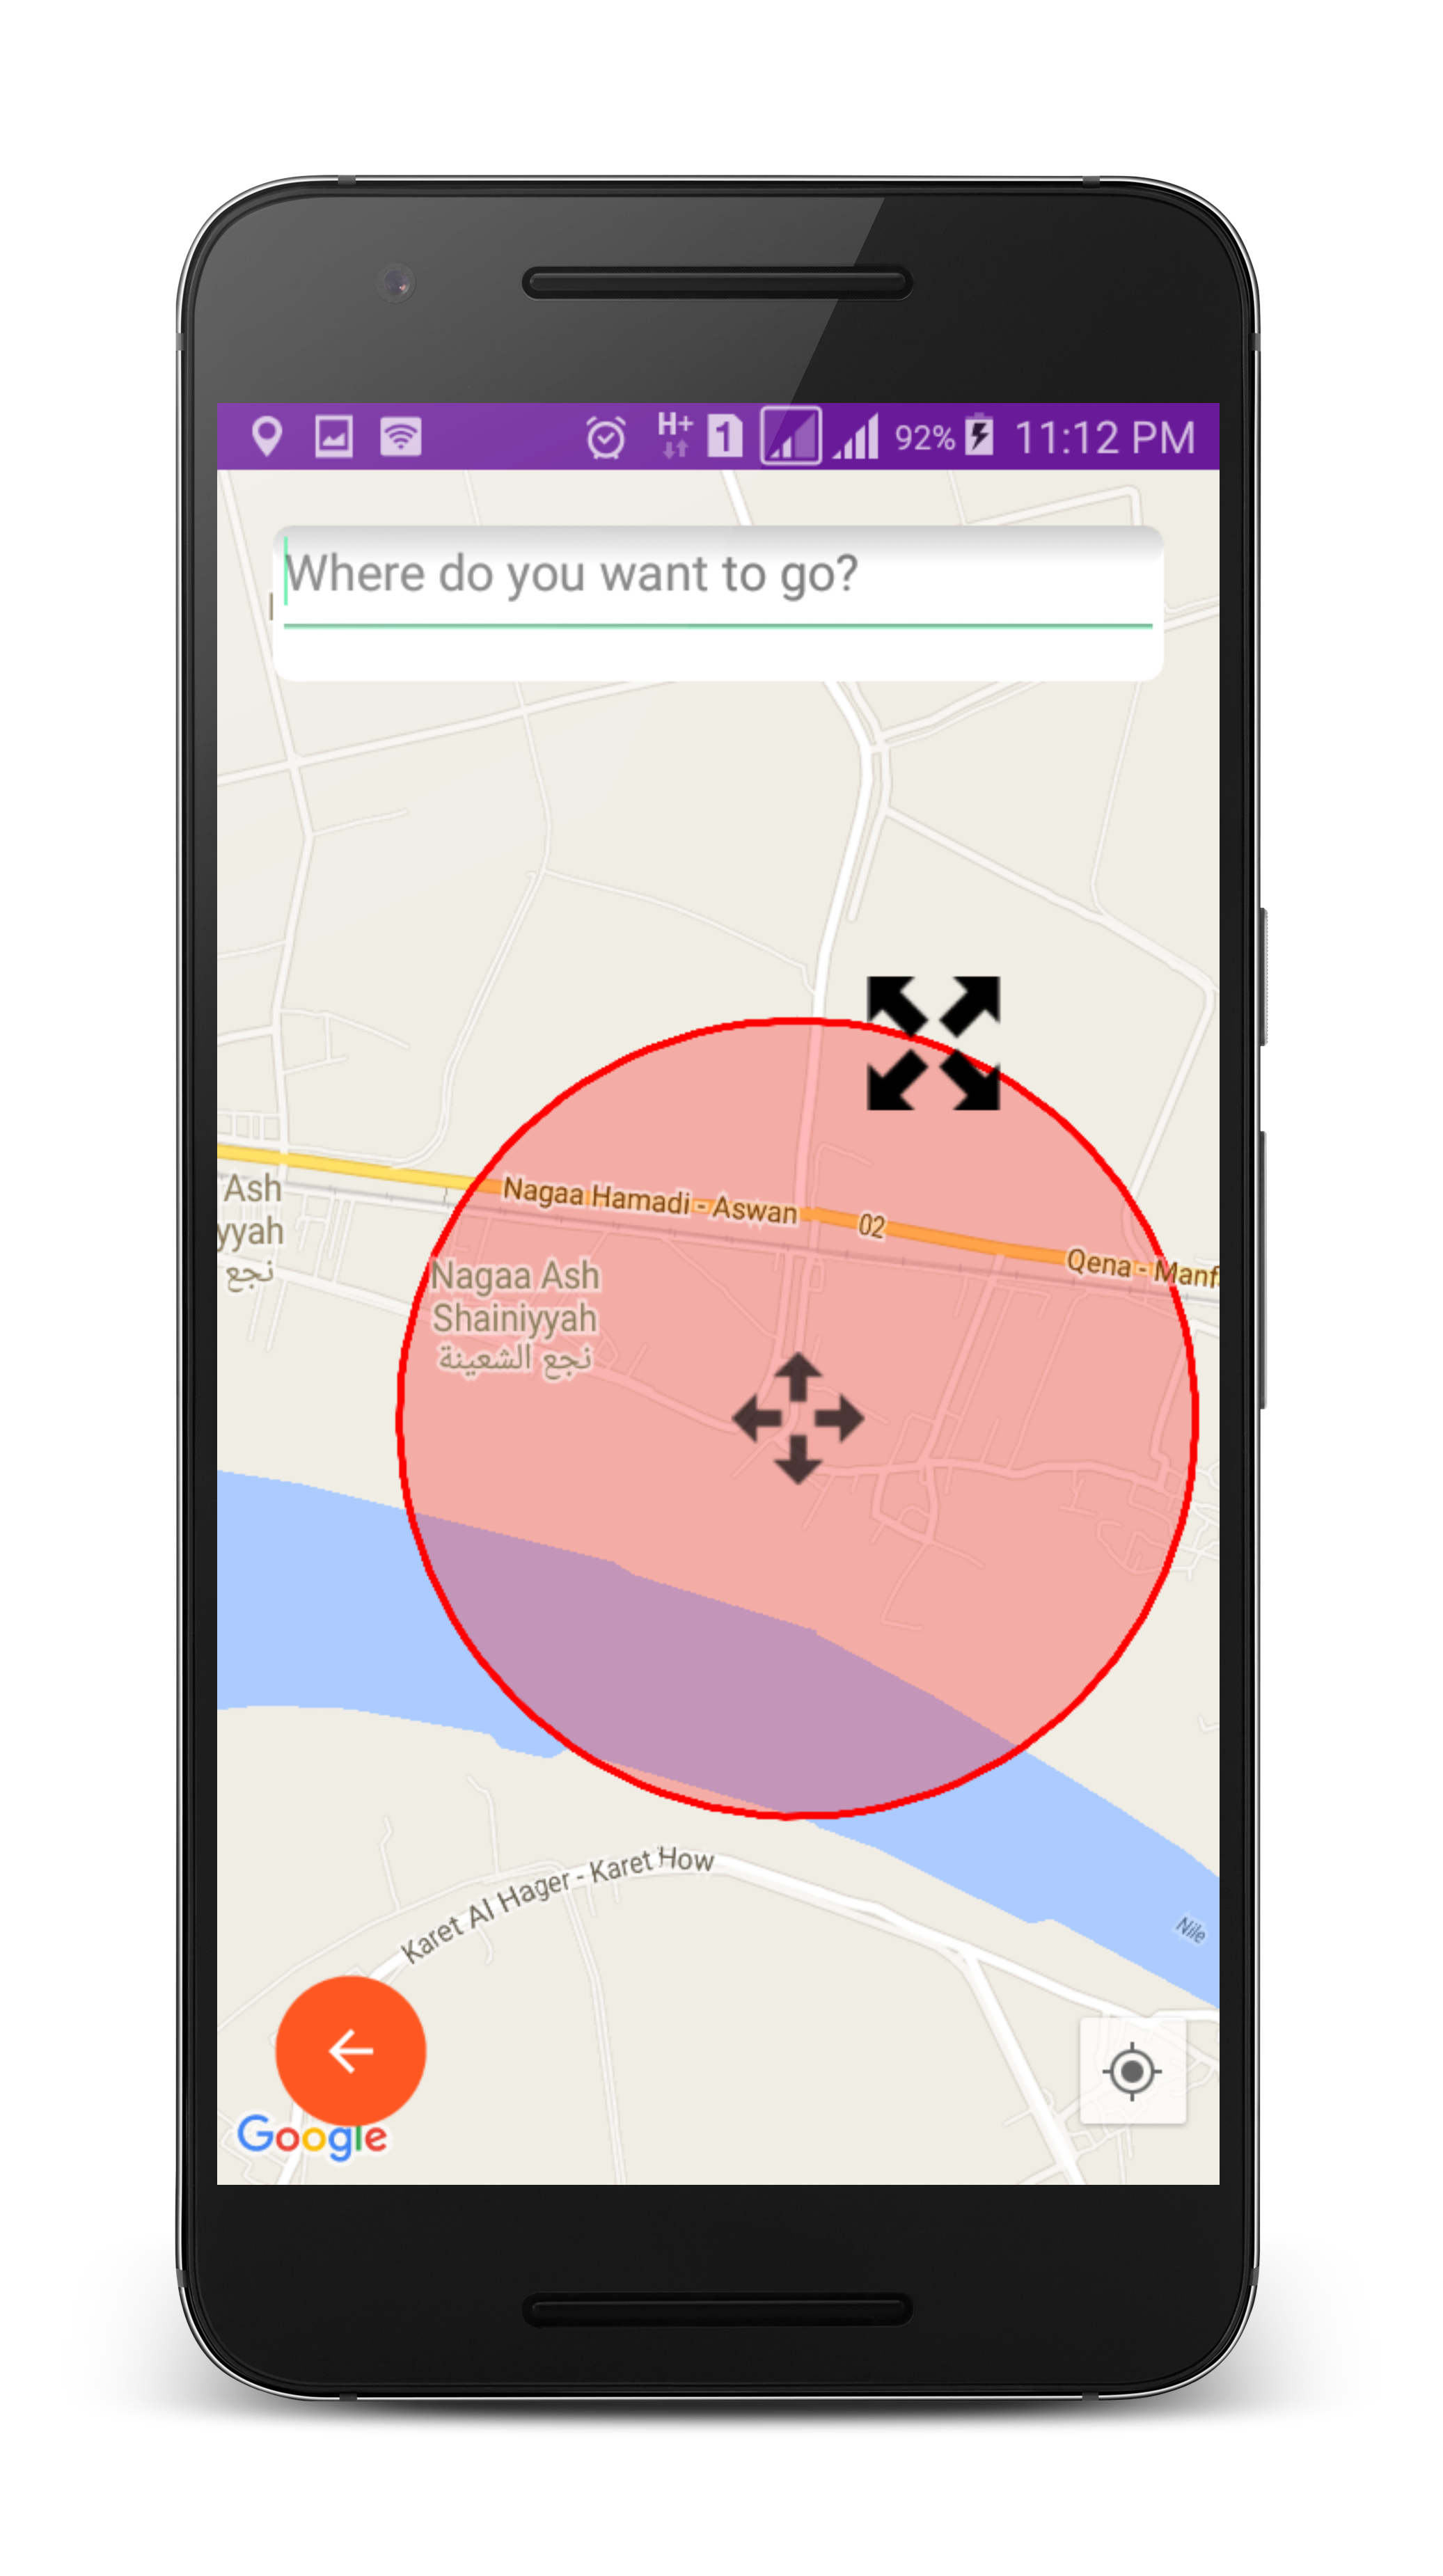 H+ 1 92% 11:12 PM
Where do you want to go?
Ash
yyah
نجع
Nagaa Hamadi - Aswan
02
Qena - Manf
Nagaa Ash
Shainiyyah
نجع الشعينة
Karet Al Hager - Karet How
Nile
Google